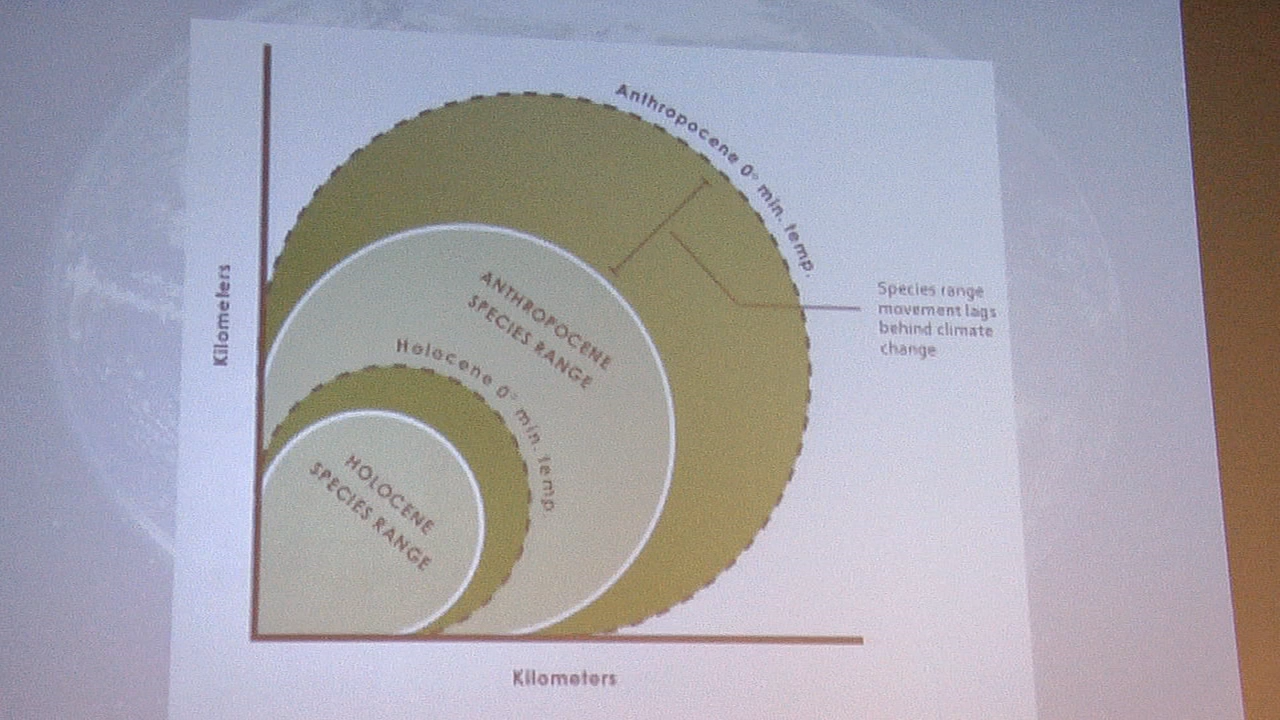 Anthropocene 0° min. temp.
Kilometers
ANTHROPOCENE
SPECIES RANGE
Species range
movement lags
behind climate
change
Holocene 0° min. temp
HOLOCENE
SPECIES RANGE
Kilometers